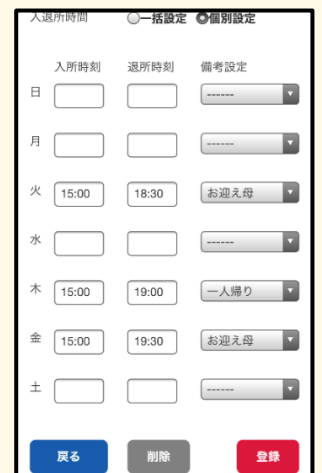 入退所時間 一括設定 個別設定
入所時刻 退所時刻 備考設定
日 ------
月 ------
火 15:00 18:30 お迎え母
水 ------
木 15:00 19:00 一人帰り
金 15:00 19:30 お迎え母
土 ------
戻る 削除 登録